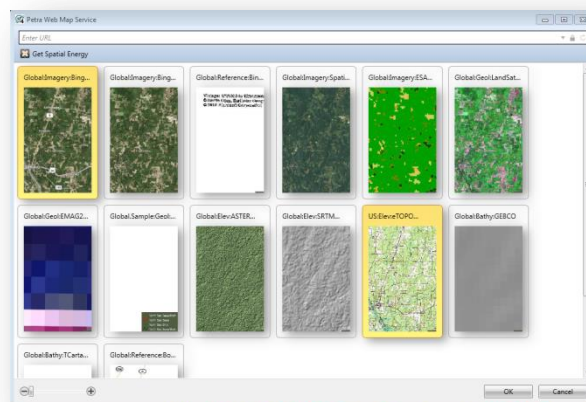 Petra Web Map Service
Enter URL
Get Spatial Energy
Global:Imagery:Bing...
Global:Imagery:Bing...
Global:Reference:Bin...
Global:Imagery:Spati...
Global:Imagery:ESA...
Global:Geol:LandSat...
Global:Geol:EMAG2...
Global.Sample:Geol...
Global:Elev:ASTER...
Global:Elev:SRTM...
US:Elev:eTOPO...
Global:Bathy:GEBCO
Global:Bathy:TCarta...
Global:Reference:Bo...
OK
Cancel